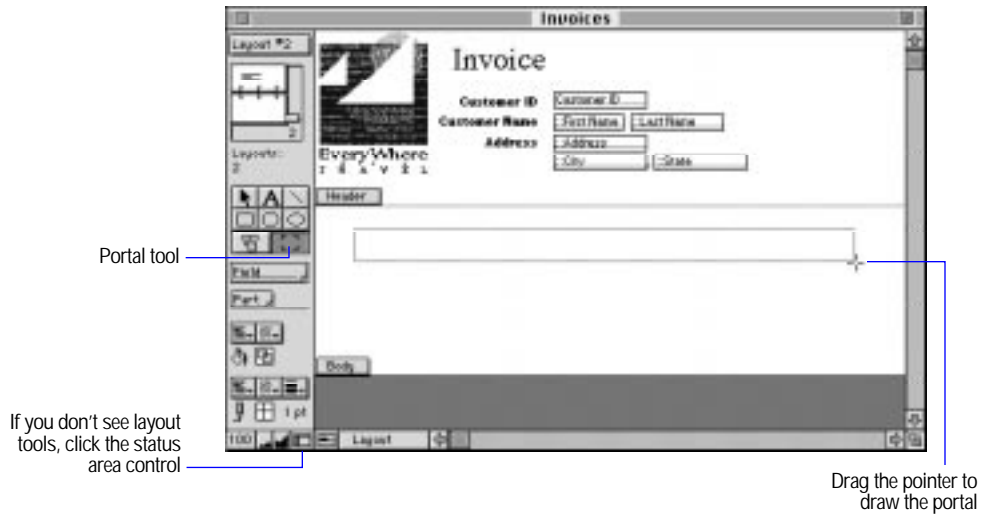 Invoices
Layout #2
2
Layouts:
2
Invoice
Customer ID
Customer ID
Customer Name
::First Name
::Last Name
Address
::Address
::City
::State
EveryWhere
Header
A
Portal tool
Field
Part
Body
1 pt
100
Layout
If you don't see layout
tools, click the status
area control
Drag the pointer to
draw the portal